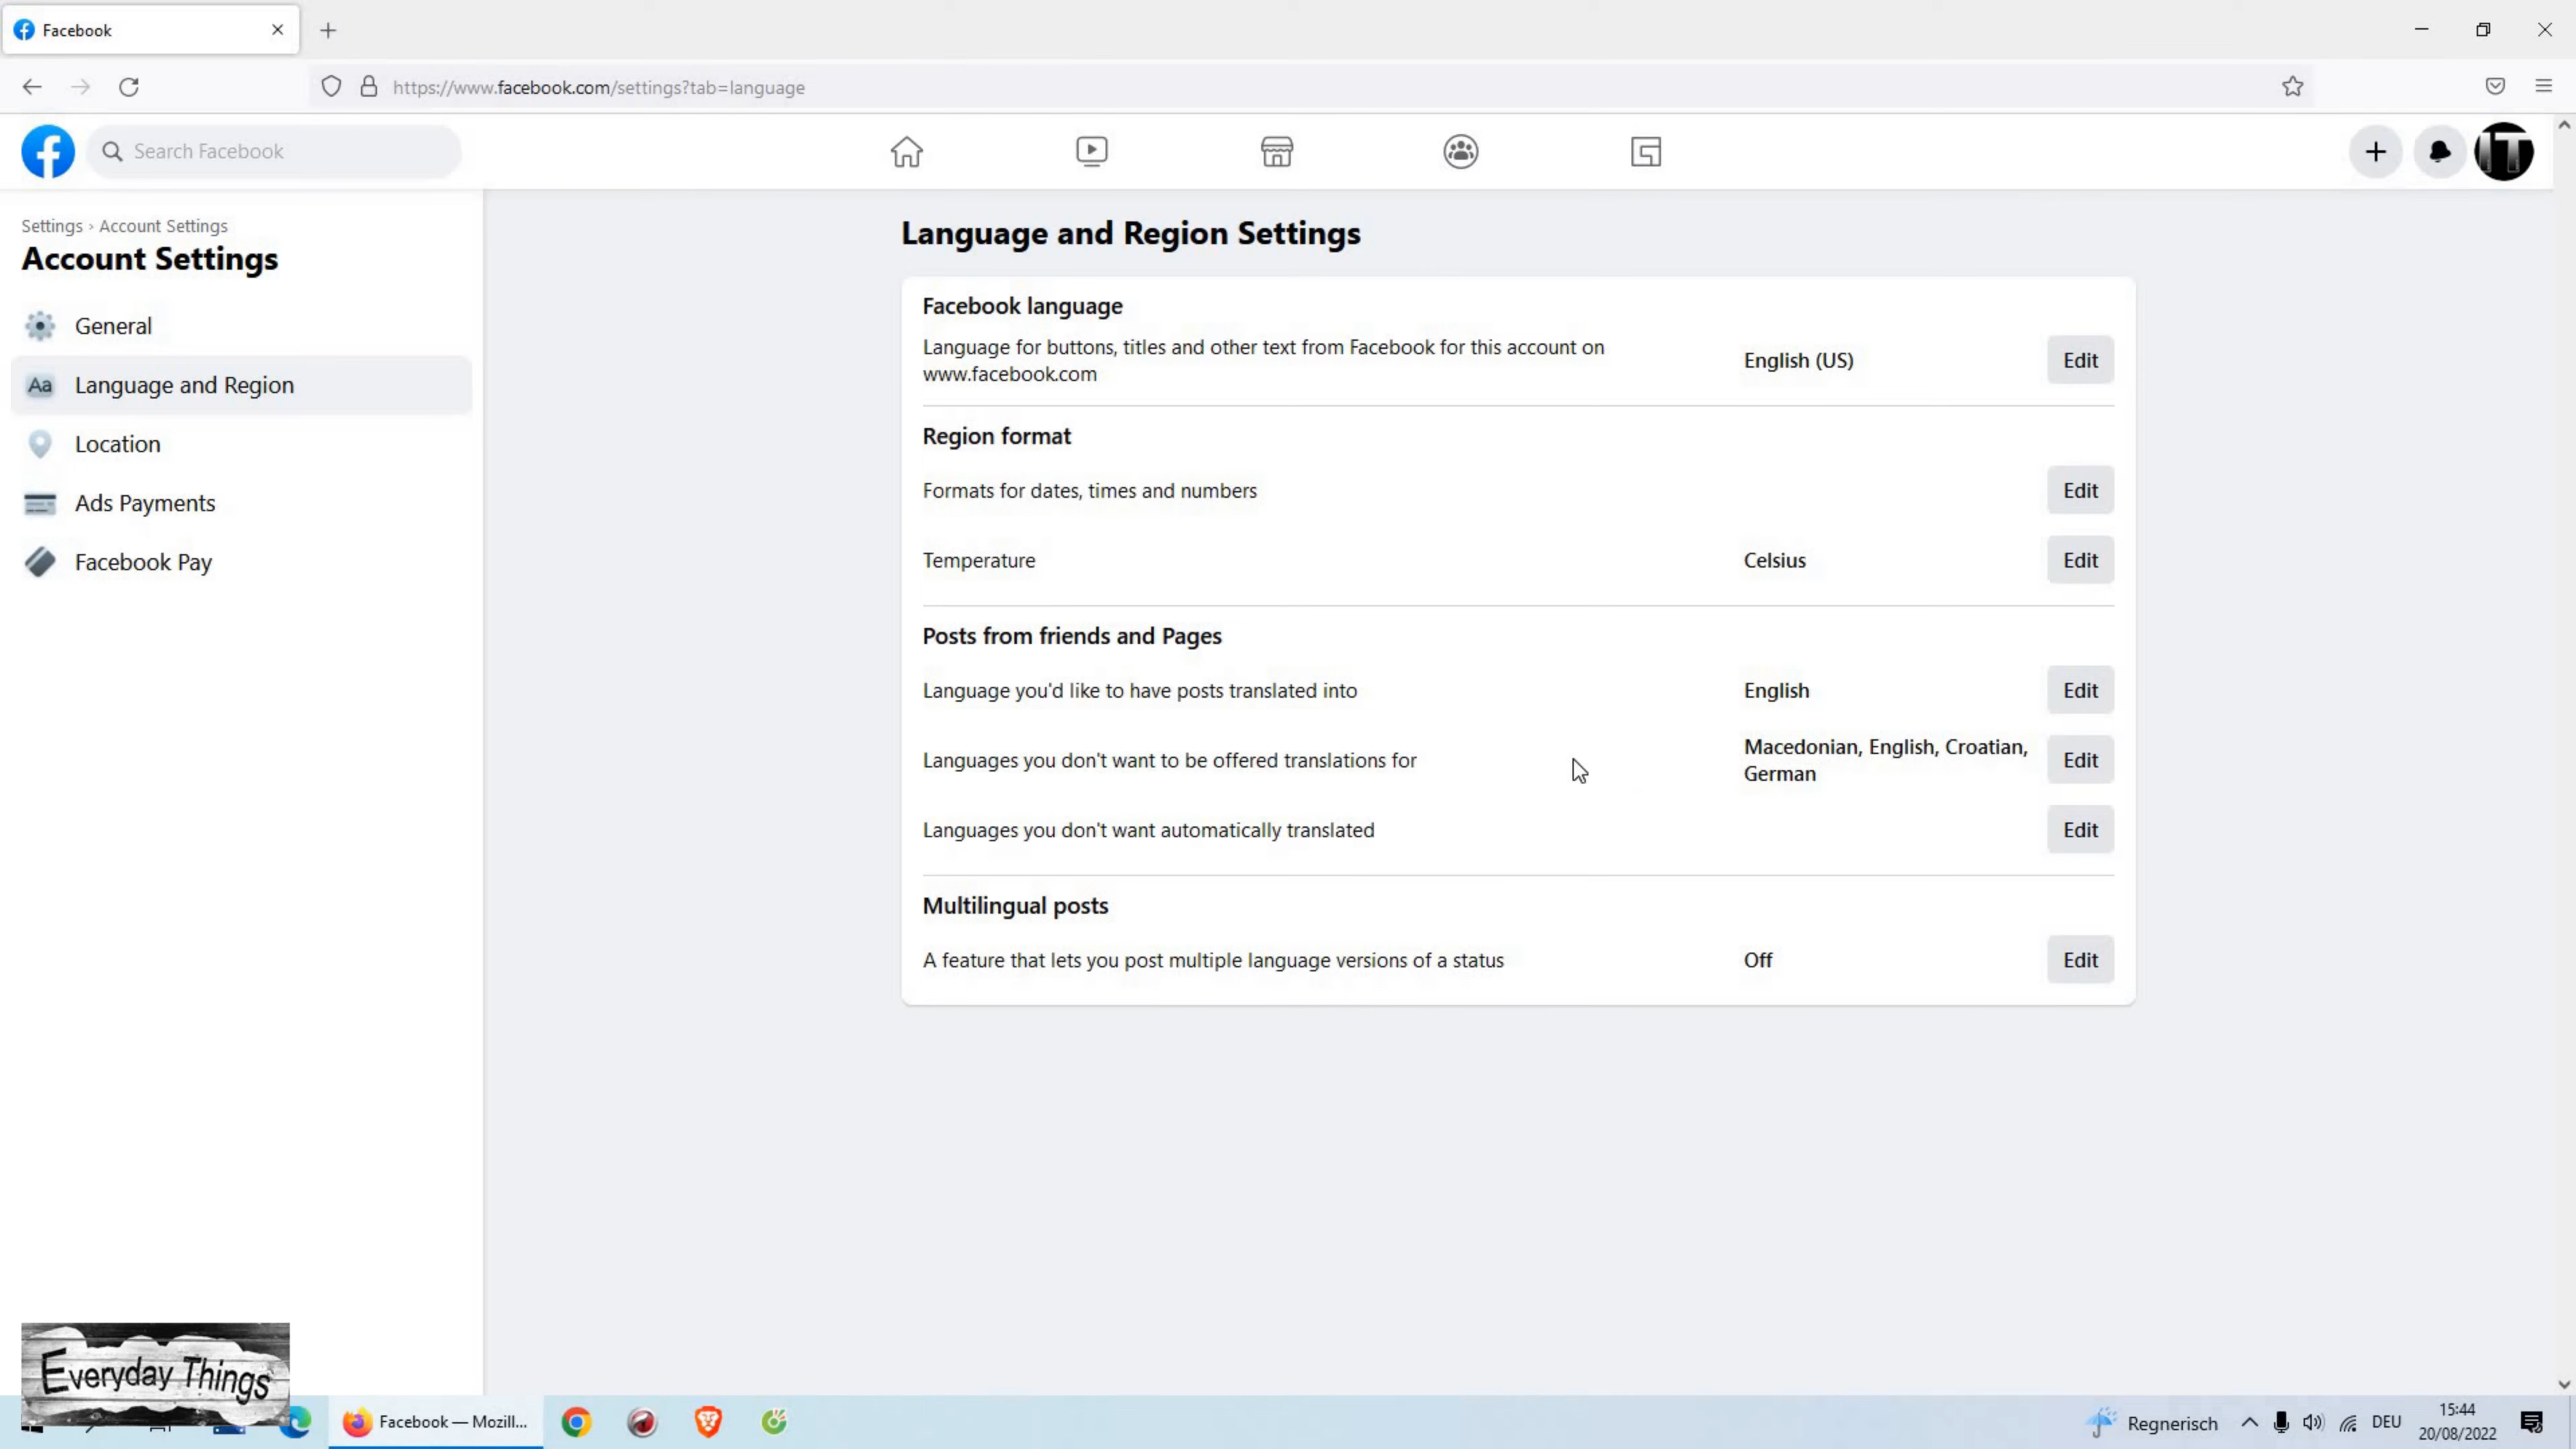 Facebook
https://www.facebook.com/settings?tab=language
Search Facebook
Settings › Account Settings
Account Settings
General
Aa Language and Region
Location
Ads Payments
Facebook Pay
Language and Region Settings
Facebook language
Language for buttons, titles and other text from Facebook for this account on
www.facebook.com
English (US)
Edit
Region format
Formats for dates, times and numbers
Edit
Temperature
Celsius
Edit
Posts from friends and Pages
Language you'd like to have posts translated into
English
Edit
Languages you don't want to be offered translations for
Macedonian, English, Croatian,
German
Edit
Languages you don't want automatically translated
Edit
Multilingual posts
A feature that lets you post multiple language versions of a status
Off
Edit
Everyday Things
Facebook — Mozill...
Regnerisch
DEU
15:44
20/08/2022